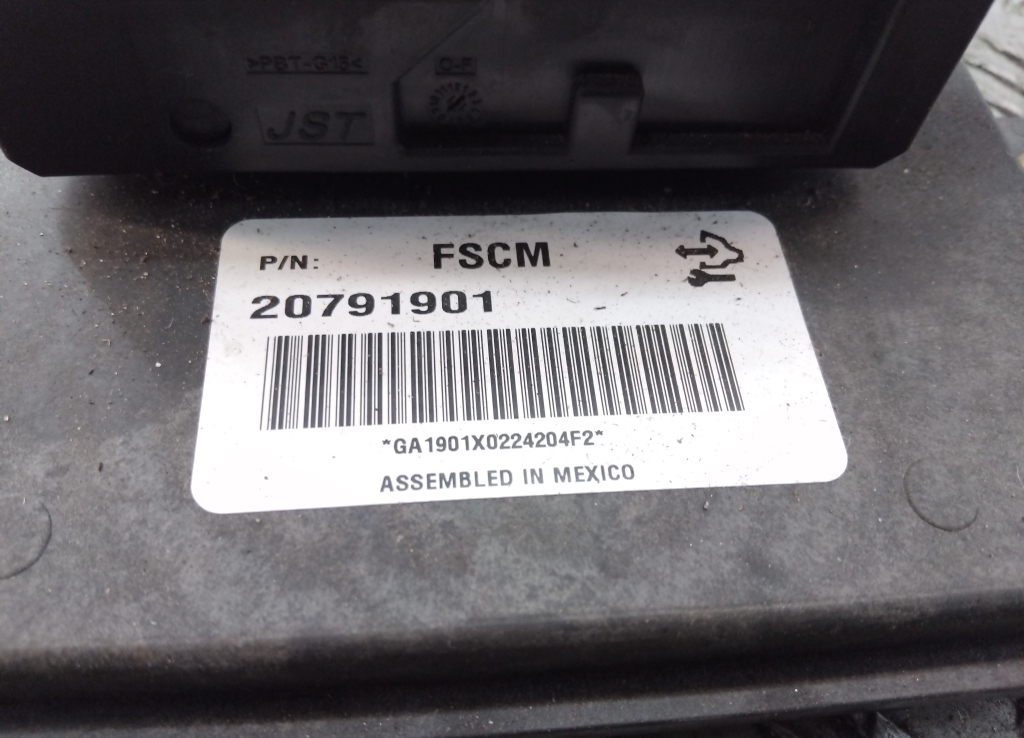 >PBT-G15<
JST
P/N: FSCM
20791901
*GA1901X0224204F2*
ASSEMBLED IN MEXICO